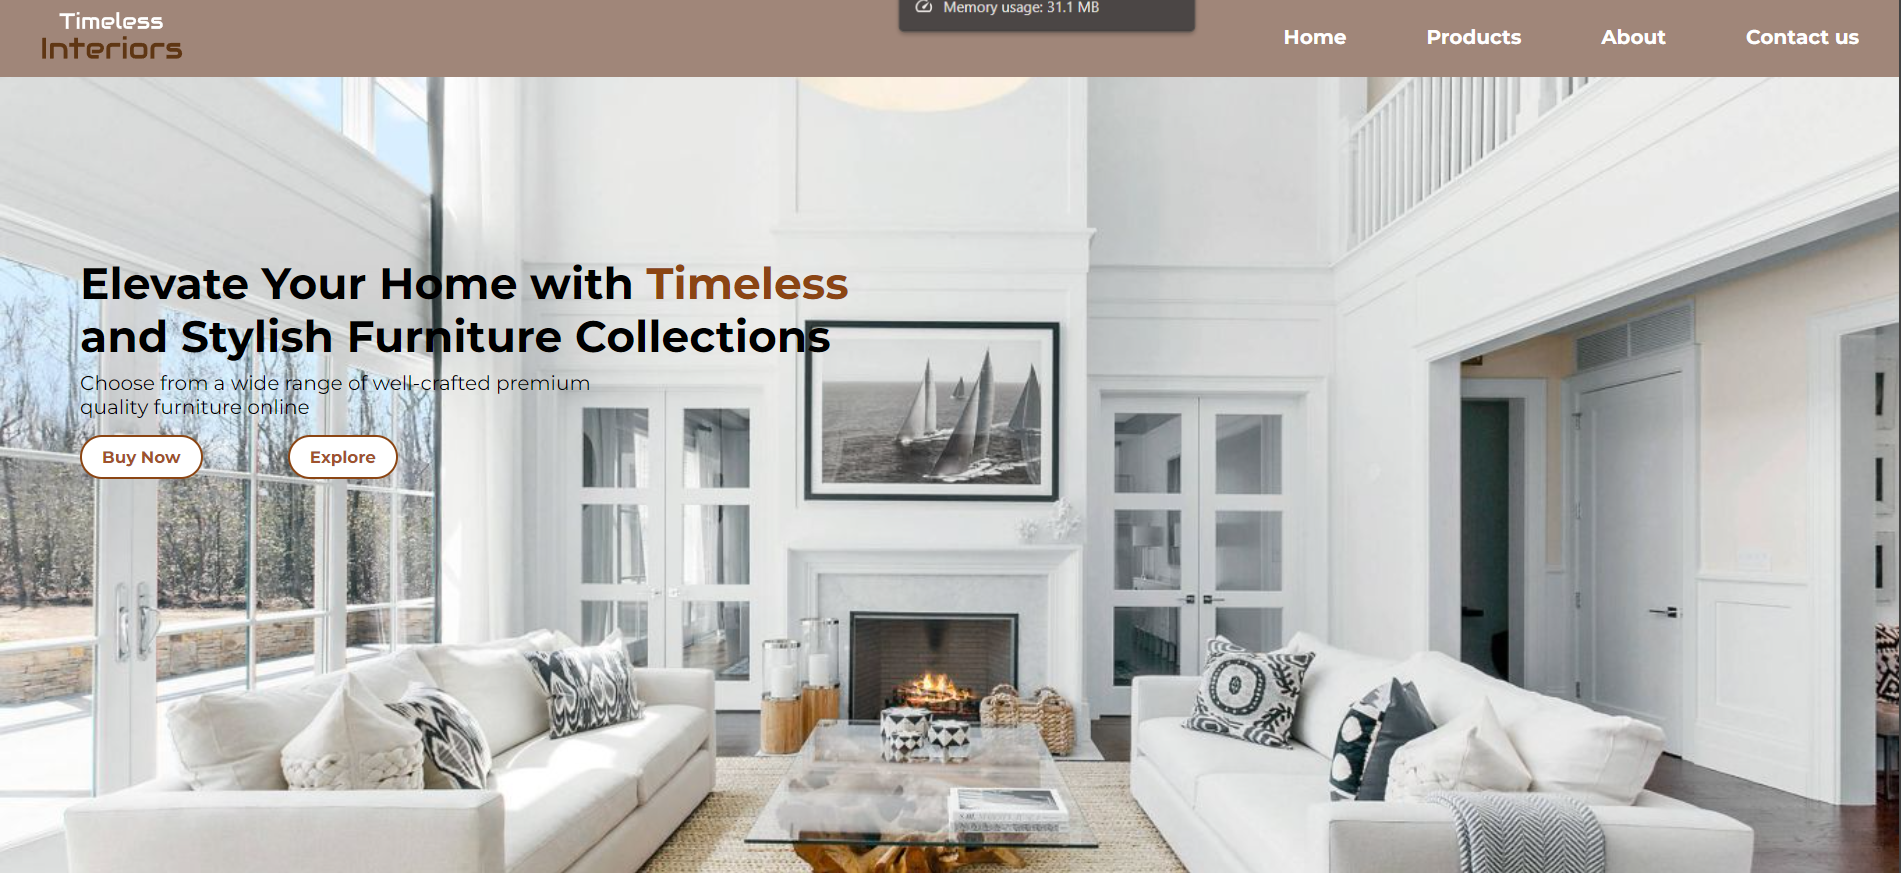 Timeless
Interiors
Memory usage: 31.1 MB
Home
Products
About
Contact us
Elevate Your Home with Timeless
and Stylish Furniture Collections
Choose from a wide range of well-crafted premium
quality furniture online
Buy Now
Explore